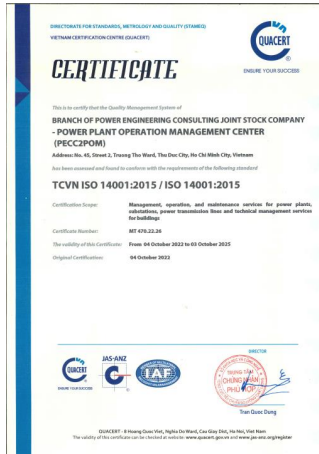 DIRECTORATE FOR STANDARDS, METROLOGY AND QUALITY (STAMEQ)
VIETNAM CERTIFICATION CENTRE (QUACERT)
QUACERT
ENSURE YOUR SUCCESS
CERTIFICATE
This is to certify that the Quality Management System of
BRANCH OF POWER ENGINEERING CONSULTING JOINT STOCK COMPANY
- POWER PLANT OPERATION MANAGEMENT CENTER
(PECC2POM)
Address: No. 45, Street 2, Truong Tho Ward, Thu Duc City, Ho Chi Minh City, Vietnam
has been assessed and found to conform with the requirements of the following standard
TCVN ISO 14001:2015 / ISO 14001:2015
Certification Scope: Management, operation, and maintenance services for power plants,
substations, power transmission lines and technical management services
for buildings
Certificate Number: MT 470.22.26
The validity of this Certificate: From 04 October 2022 to 03 October 2025
Original Certification: 04 October 2022
DIRECTOR
QUACERT
ENSURE YOUR SUCCESS
JAS-ANZ
IAF
TRUNG TÂM
CHỨNG NHẬN
PHÙ HỢP
Tran Quoc Dung
QUACERT - 8 Hoang Quoc Viet, Nghia Do Ward, Cau Giay Dist, Ha Noi, Viet Nam
The validity of this certificate can be checked at website: www.quacert.gov.vn and www.jas-anz.org/register